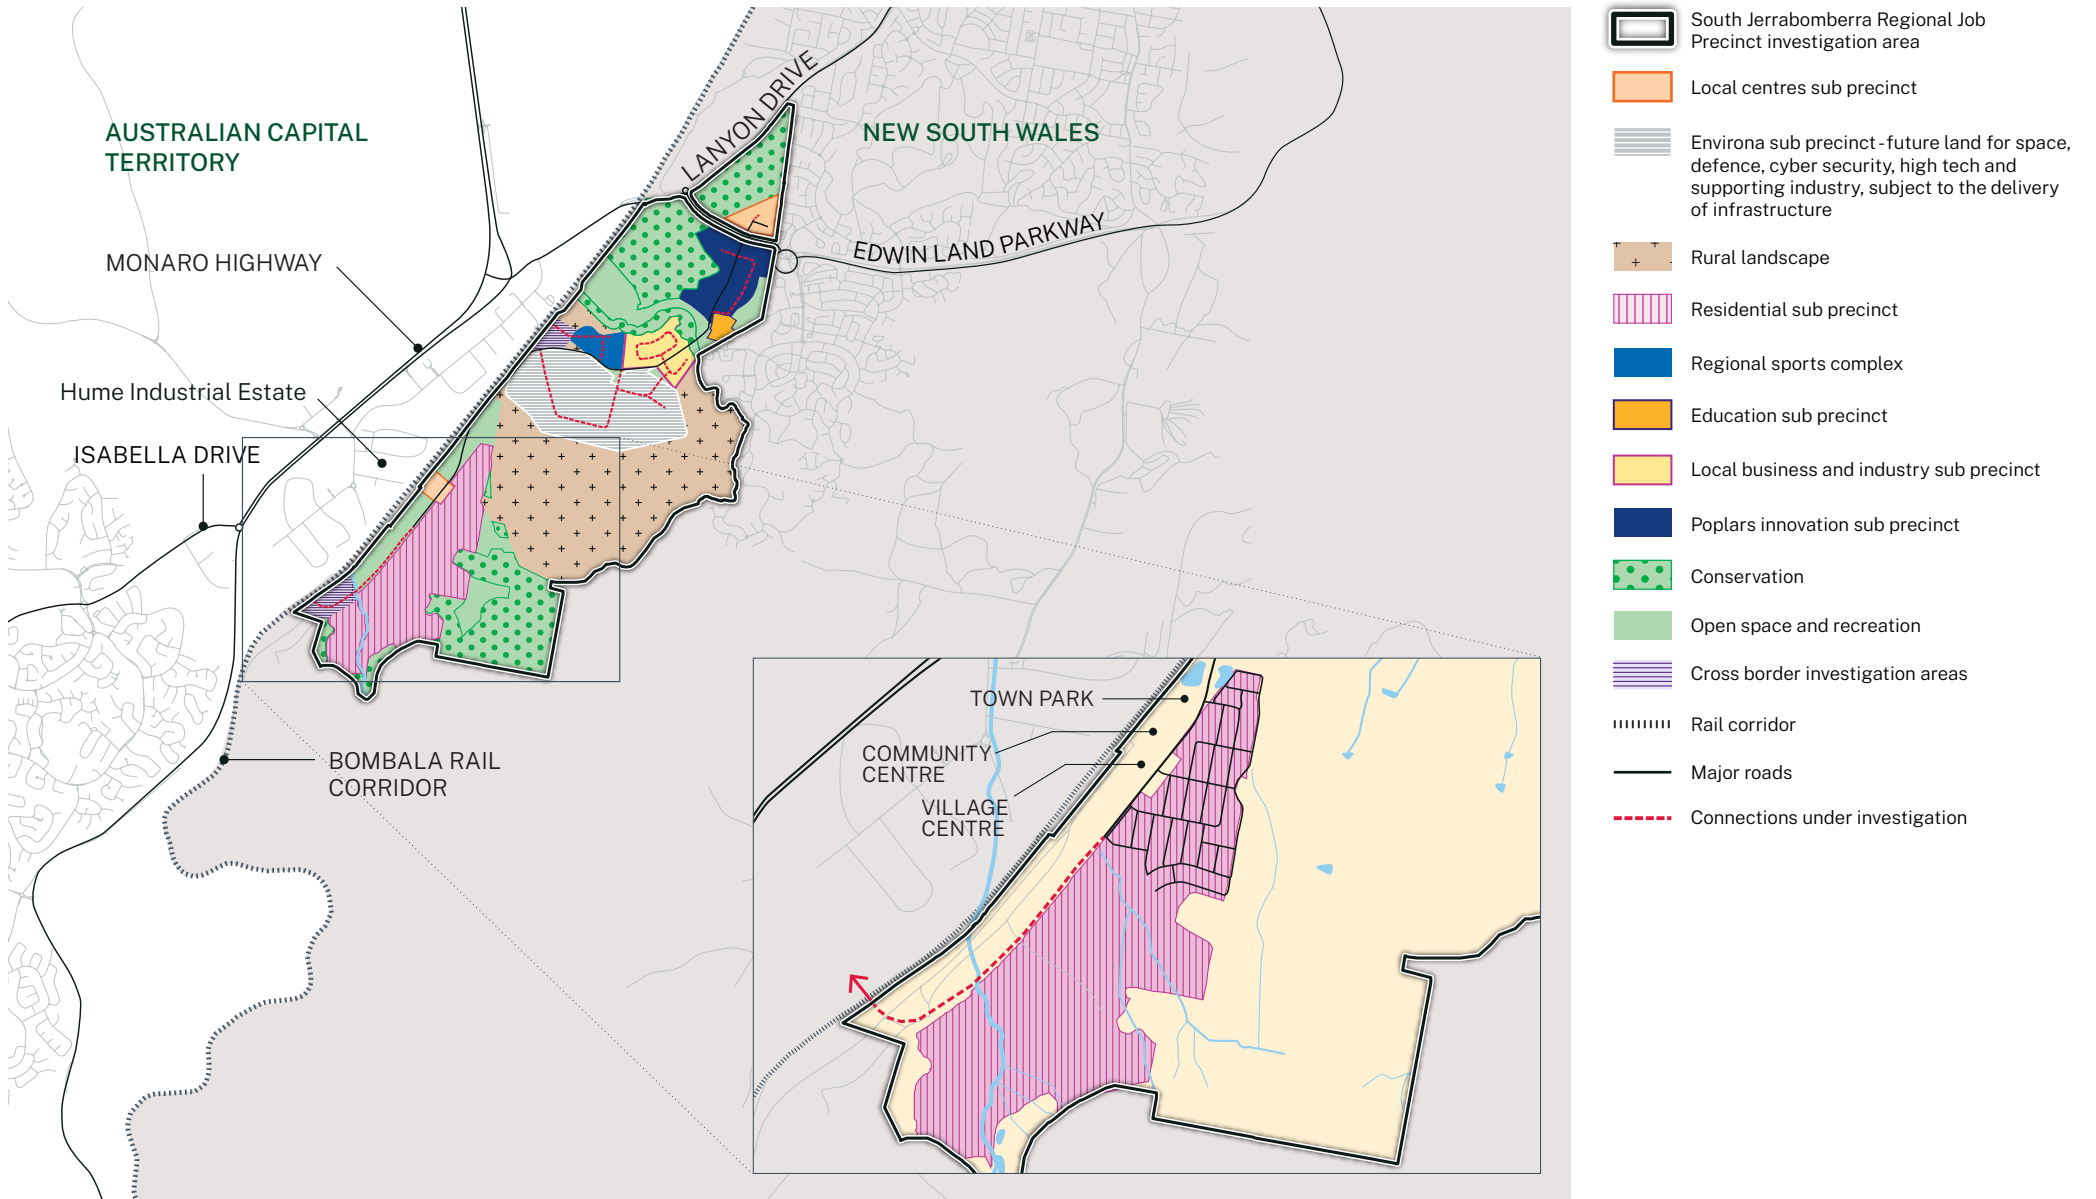 AUSTRALIAN CAPITAL
TERRITORY
LANYON DRIVE
NEW SOUTH WALES
EDWIN LAND PARKWAY
MONARO HIGHWAY
Hume Industrial Estate
ISABELLA DRIVE
BOMBALA RAIL
CORRIDOR
TOWN PARK
COMMUNITY
CENTRE
VILLAGE
CENTRE
South Jerrabomberra Regional Job
Precinct investigation area
Local centres sub precinct
Environa sub precinct - future land for space,
defence, cyber security, high tech and
supporting industry, subject to the delivery
of infrastructure
Rural landscape
Residential sub precinct
Regional sports complex
Education sub precinct
Local business and industry sub precinct
Poplars innovation sub precinct
Conservation
Open space and recreation
Cross border investigation areas
Rail corridor
Major roads
Connections under investigation